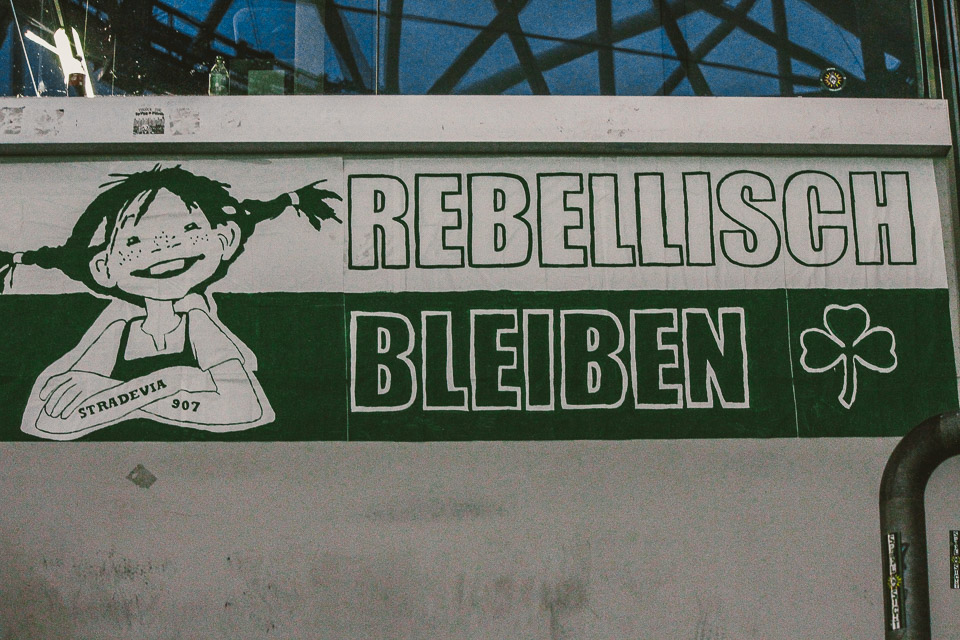 REBELLISCH
BLEIBEN
STRADEVIA
907